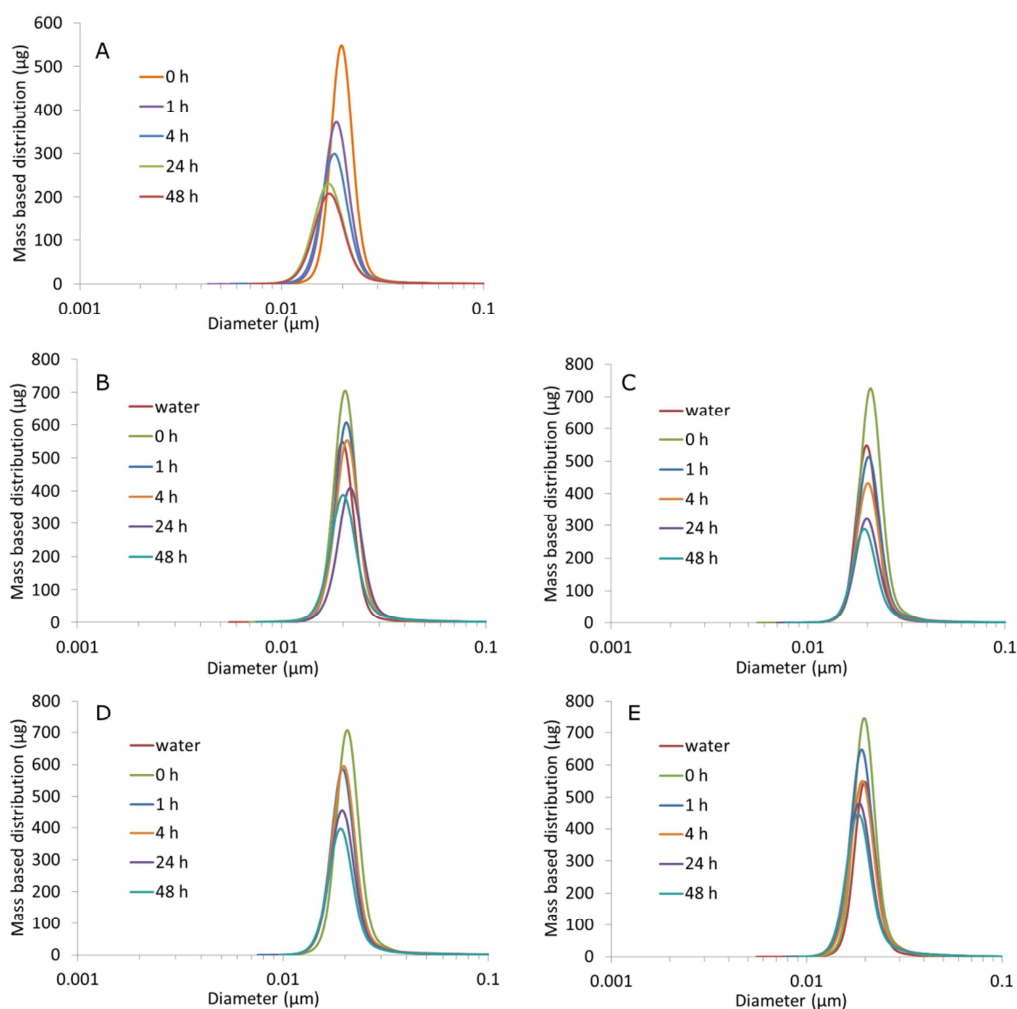 A
Mass based distribution (µg)
600
500
400
300
200
100
0
0 h
1 h
4 h
24 h
48 h
0.001
0.01
0.1
Diameter (µm)
B
Mass based distribution (µg)
800
700
600
500
400
300
200
100
0
water
0 h
1 h
4 h
24 h
48 h
0.001
0.01
0.1
Diameter (µm)
C
Mass based distribution (µg)
800
700
600
500
400
300
200
100
0
water
0 h
1 h
4 h
24 h
48 h
0.001
0.01
0.1
Diameter (µm)
D
Mass based distribution (µg)
800
700
600
500
400
300
200
100
0
water
0 h
1 h
4 h
24 h
48 h
0.001
0.01
0.1
Diameter (µm)
E
Mass based distribution (µg)
800
700
600
500
400
300
200
100
0
water
0 h
1 h
4 h
24 h
48 h
0.001
0.01
0.1
Diameter (µm)